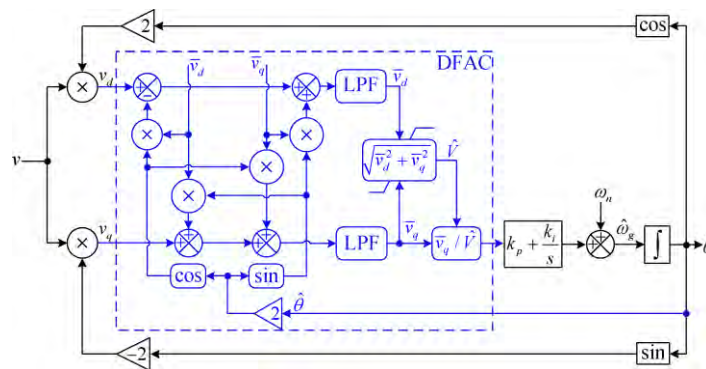 2
cos
v̅_d
v̅_q
DFAC
×
v_d
−
LPF
v̅_d
×
×
v
×
√(v̅_d² + v̅_q²)
V̂
×
ω_n
×
v_q
LPF
v̅_q
v̅_q / V̂
k_p + k_i/s
ω̂_g
∫
cos
sin
2
θ̂
−2
sin